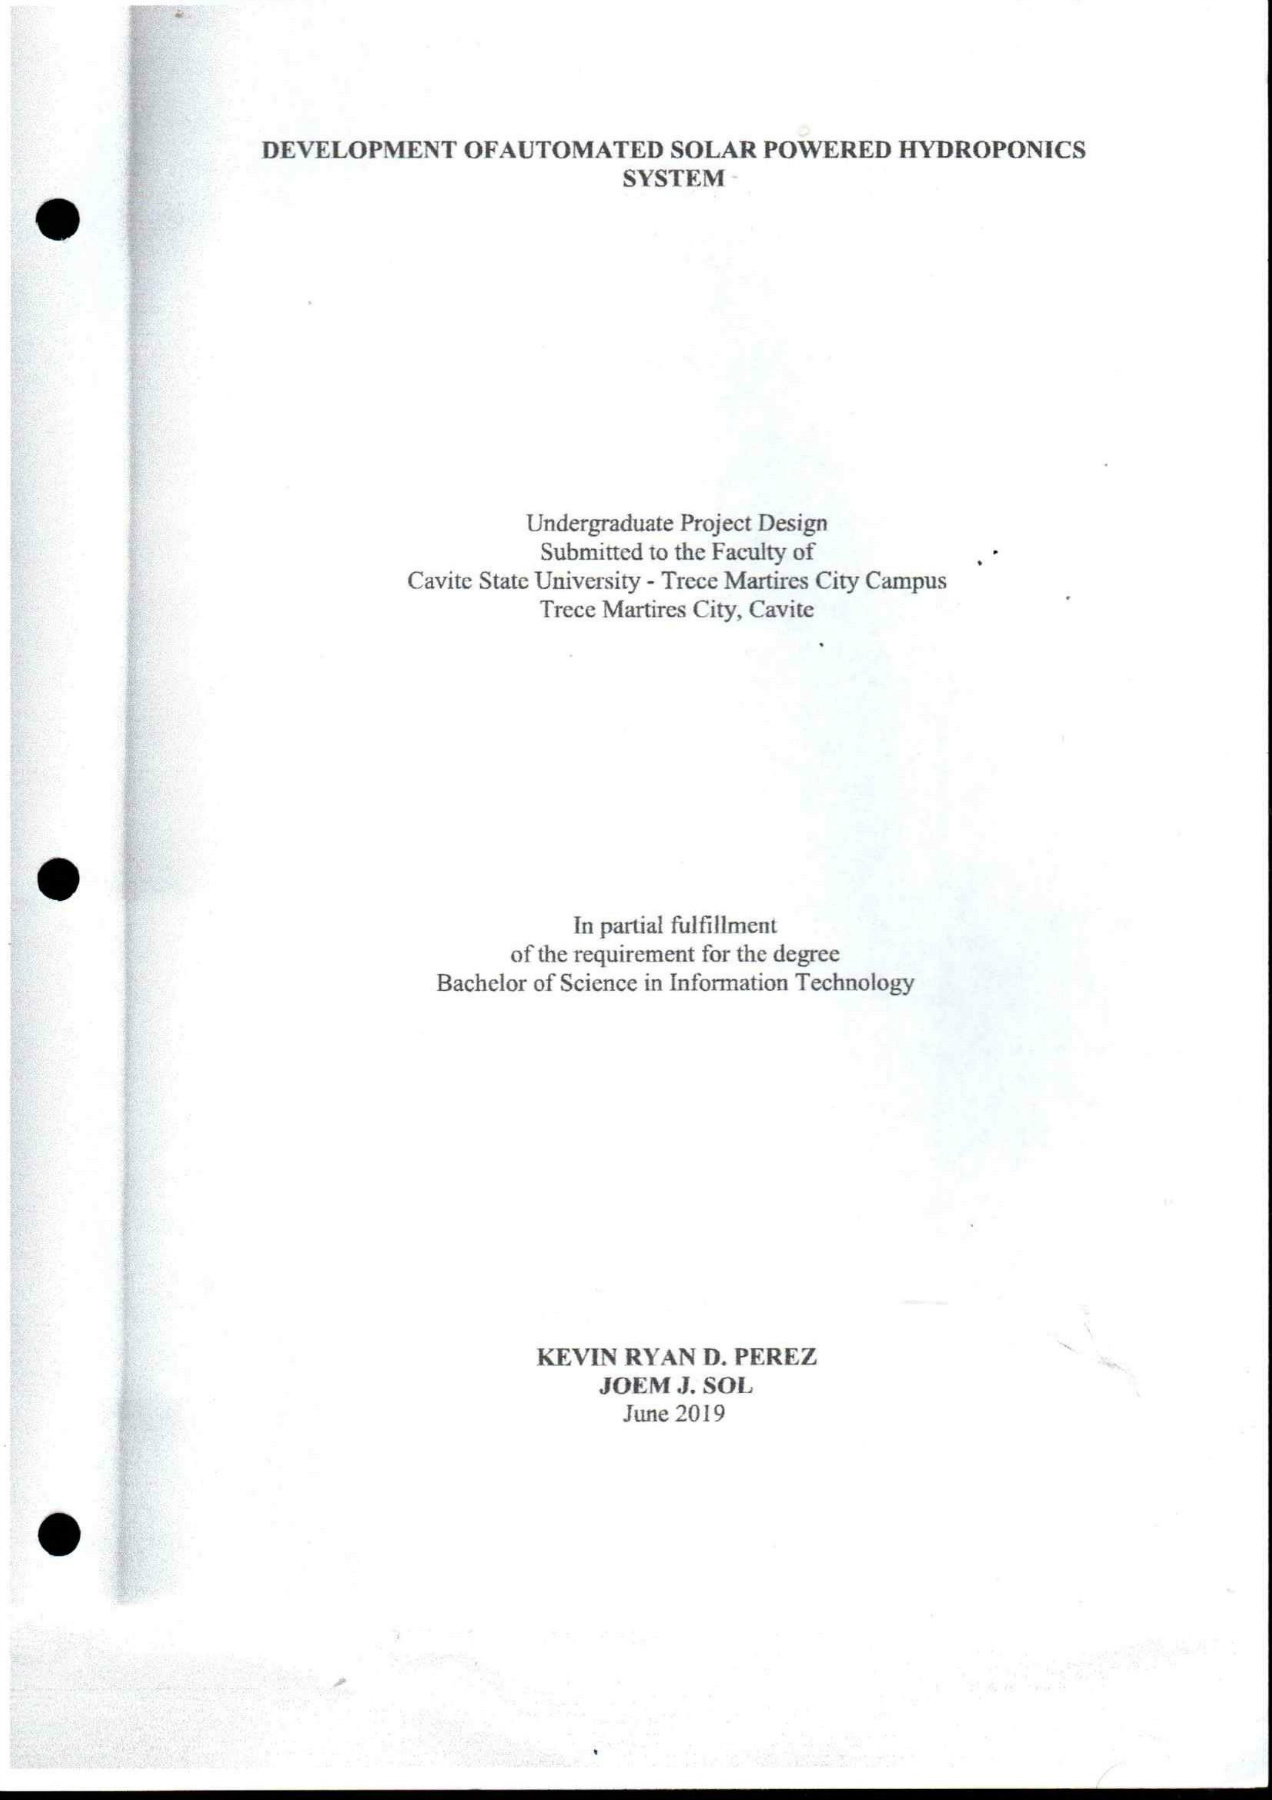 DEVELOPMENT OFAUTOMATED SOLAR POWERED HYDROPONICS
SYSTEM
Undergraduate Project Design
Submitted to the Faculty of
Cavite State University - Trece Martires City Campus
Trece Martires City, Cavite
In partial fulfillment
of the requirement for the degree
Bachelor of Science in Information Technology
KEVIN RYAN D. PEREZ
JOEM J. SOL
June 2019